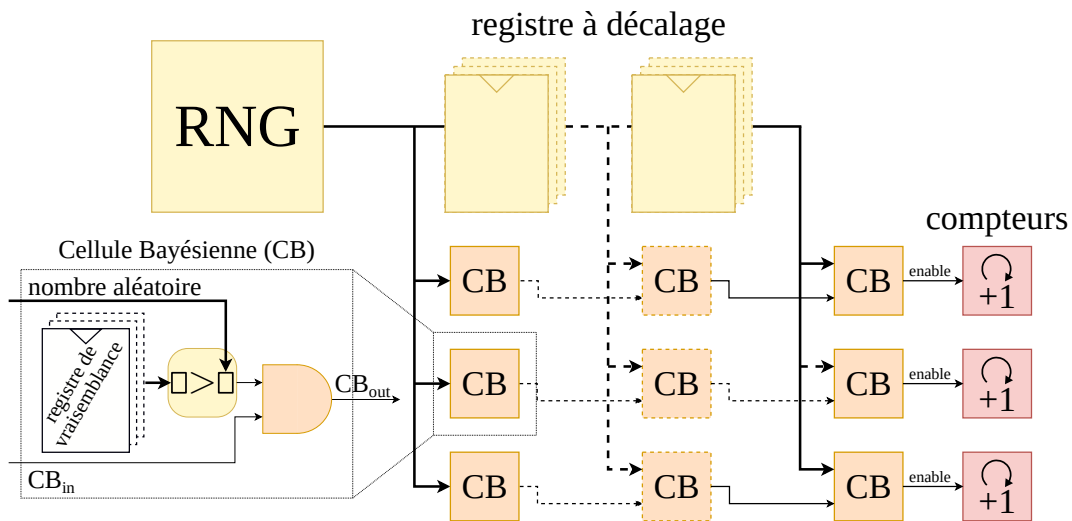 registre à décalage
RNG
compteurs
Cellule Bayésienne (CB)
nombre aléatoire
registre de
vraisemblance
>
CBout
CBin
CB
CB
CB
enable
+1
CB
CB
CB
enable
+1
CB
CB
CB
enable
+1